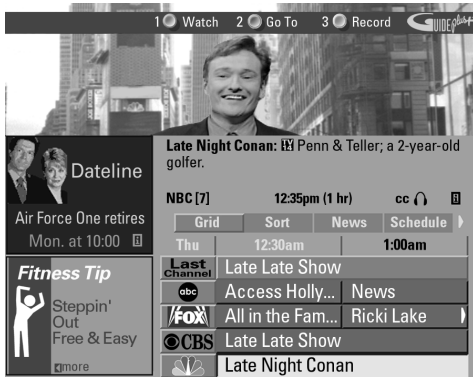 1 Watch 2 Go To 3 Record GUIDE Plus+
Late Night Conan: Penn & Teller; a 2-year-old
golfer.
NBC [7] 12:35pm (1 hr) cc i
Dateline
Air Force One retires
Mon. at 10:00 i
Grid Sort News Schedule
Thu 12:30am 1:00am
Fitness Tip
Steppin'
Out
Free & Easy
more
Last
Channel
Late Late Show
abc Access Holly... News
FOX All in the Fam... Ricki Lake
CBS Late Late Show
Late Night Conan